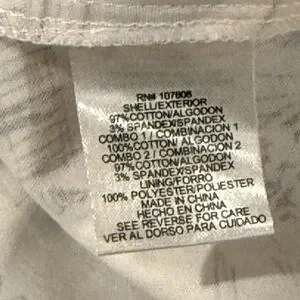 RN# 107808
SHELL/EXTERIOR
97%COTTON/ALGODON
3% SPANDEX/SPANDEX
COMBO 1 / COMBINACION 1
100%COTTON/ALGODON
COMBO 2 / COMBINACION 2
97%COTTON/ALGODON
3% SPANDEX/SPANDEX
LINING/FORRO
100% POLYESTER/POLIESTER
MADE IN CHINA
HECHO EN CHINA
SEE REVERSE FOR CARE
VER AL DORSO PARA CUIDADO